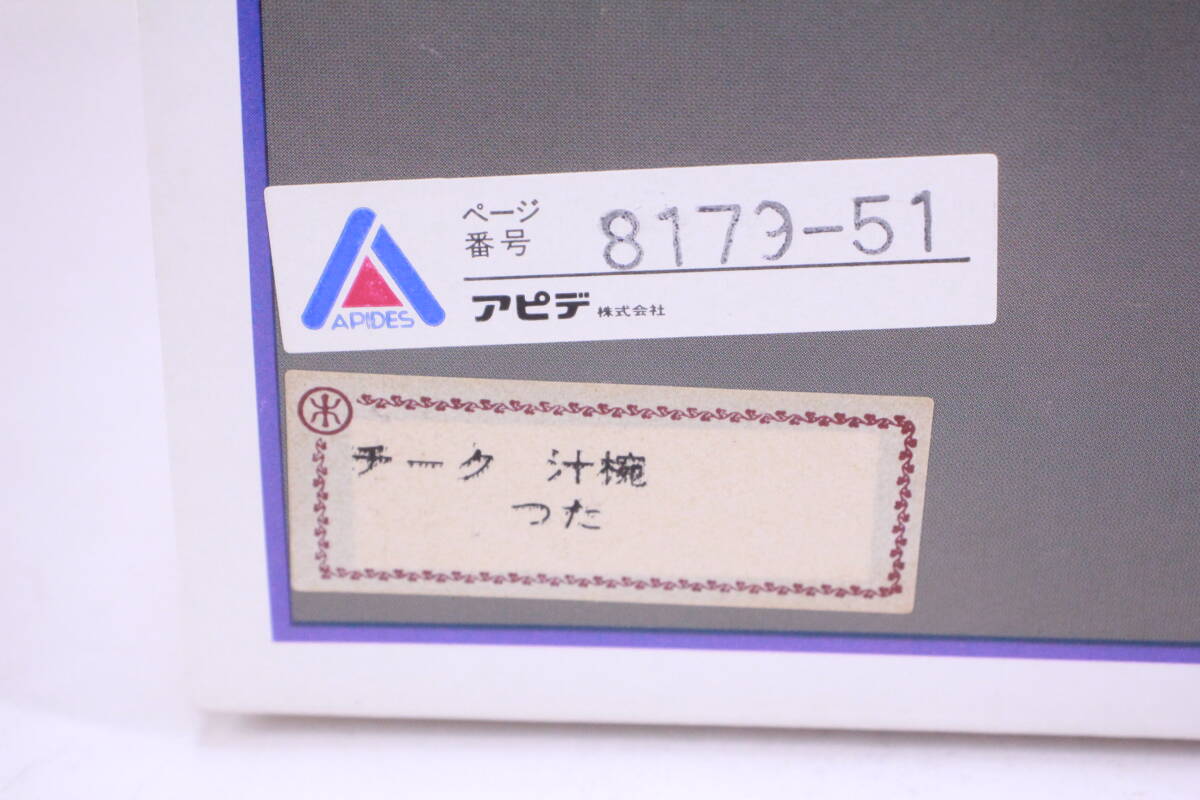 ページ
番号 8179-51
APIDES
アピデ 株式会社
チーク 汁椀
つた